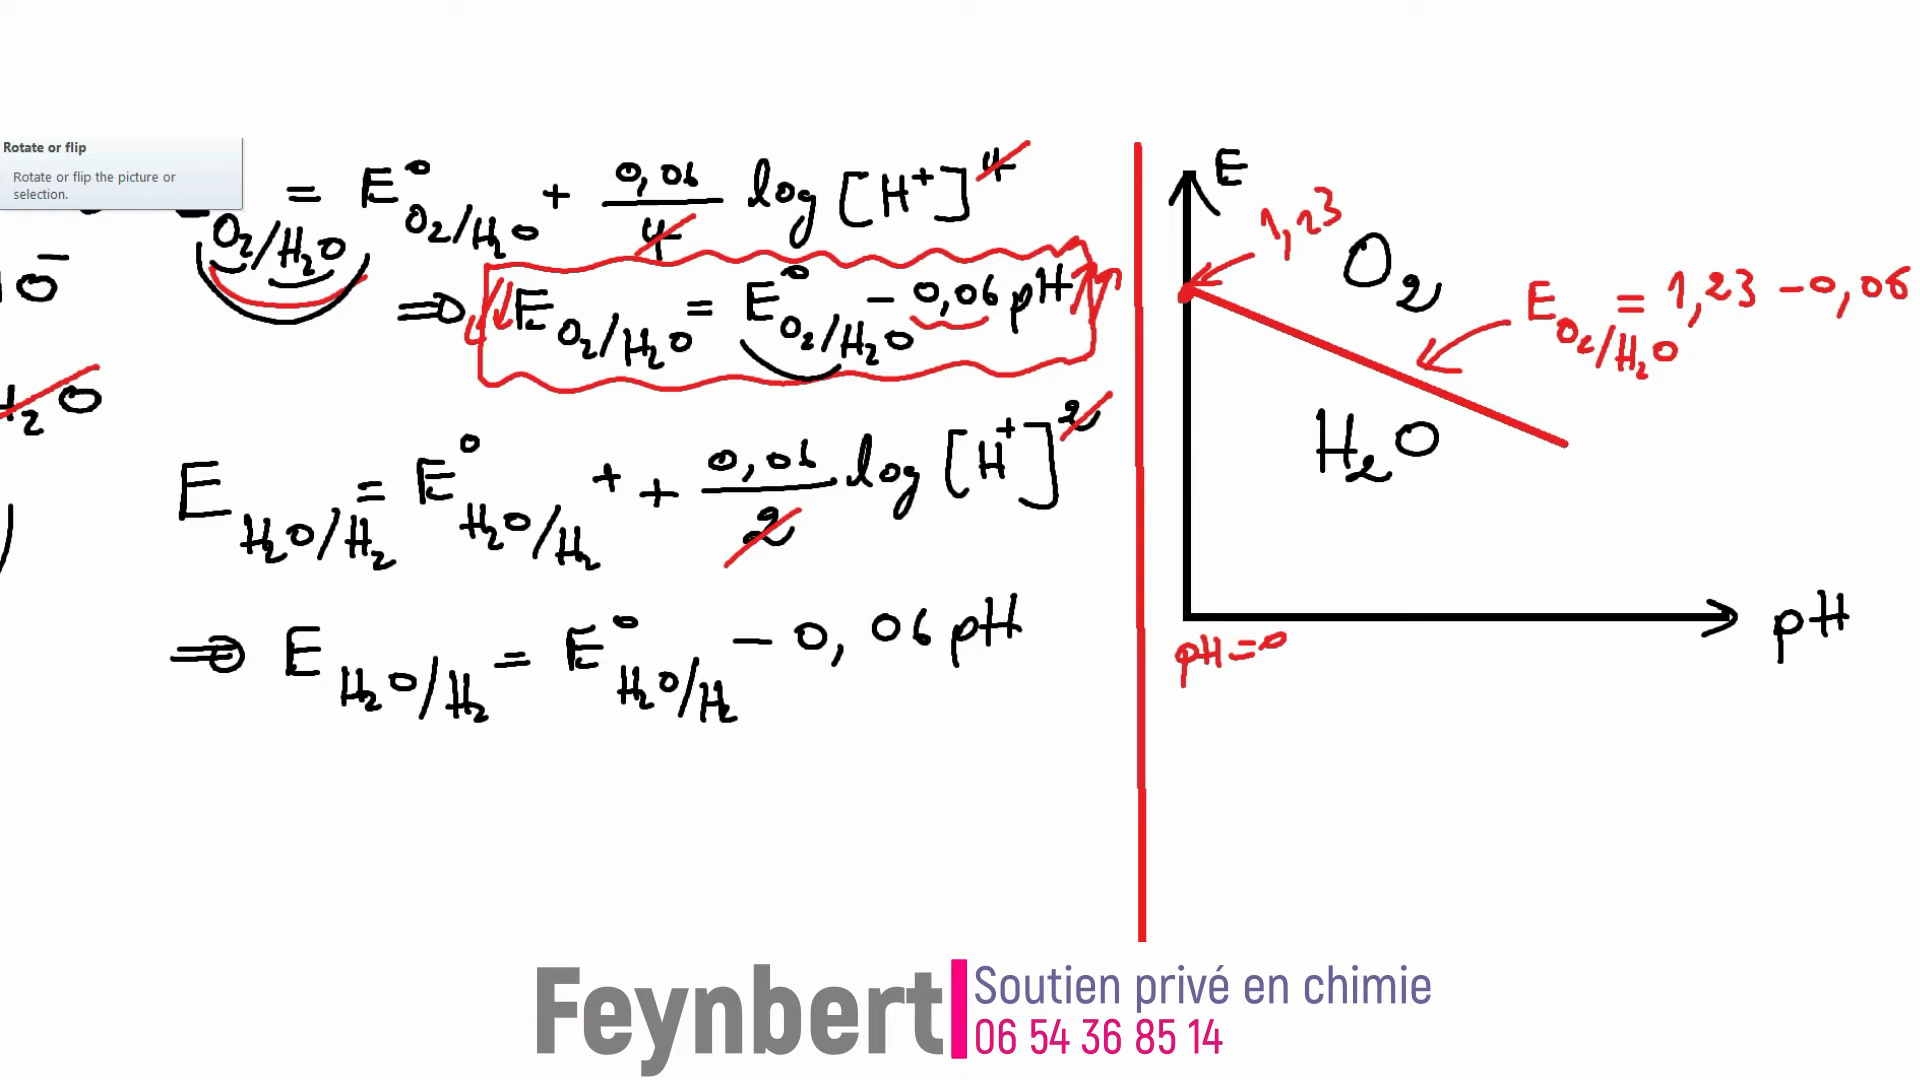 Rotate or flip
Rotate or flip the picture or
selection.
O₂/H₂O = E°O₂/H₂O + 0,06/4 log [H⁺]⁴
O⁻
⇒ E O₂/H₂O = E° O₂/H₂O - 0,06 pH
H₂O
E H₂O/H₂ = E° H₂O/H₂ + + 0,06/2 log [H⁺]²
⇒ E H₂O/H₂ = E° H₂O/H₂ - 0,06 pH
E
1,23
O₂
E O₂/H₂O = 1,23 - 0,06
H₂O
pH
pH = 0
Feynbert
Soutien privé en chimie
06 54 36 85 14